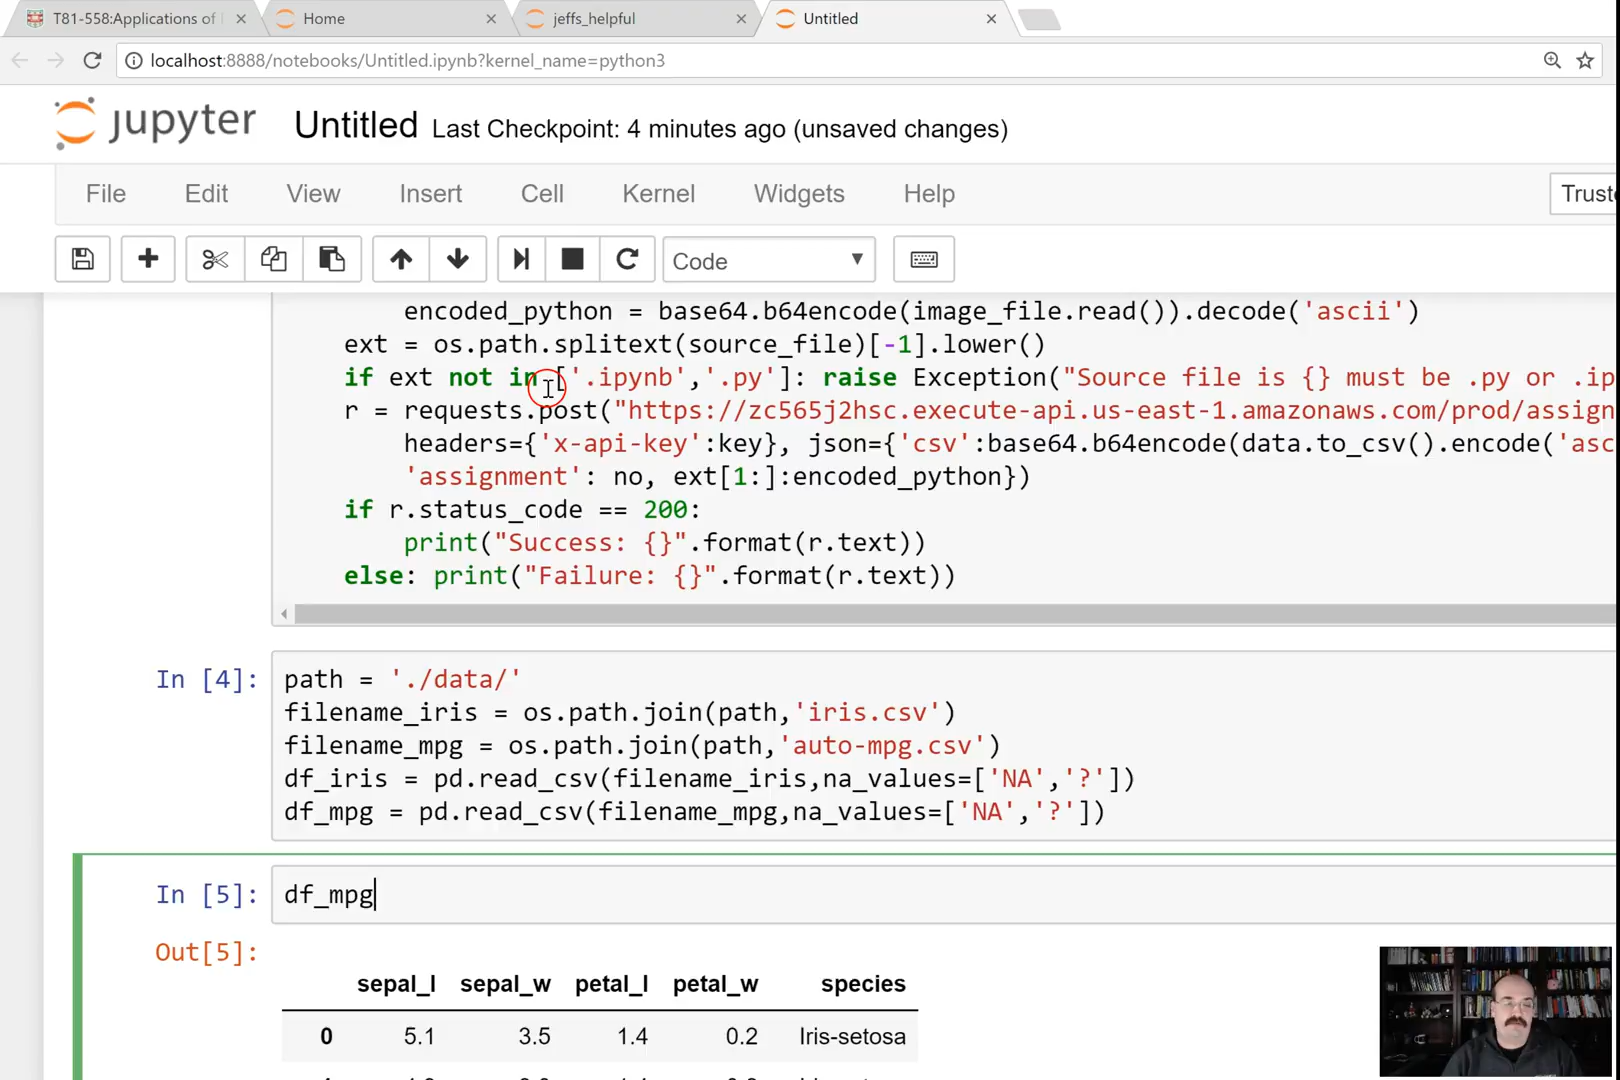 T81-558:Applications of
Home
jeffs_helpful
Untitled
localhost:8888/notebooks/Untitled.ipynb?kernel_name=python3
jupyter Untitled Last Checkpoint: 4 minutes ago (unsaved changes)
File Edit View Insert Cell Kernel Widgets Help Truste
Code
encoded_python = base64.b64encode(image_file.read()).decode('ascii')
ext = os.path.splitext(source_file)[-1].lower()
if ext not in ['.ipynb','.py']: raise Exception("Source file is {} must be .py or .ip
r = requests.post("https://zc565j2hsc.execute-api.us-east-1.amazonaws.com/prod/assign
headers={'x-api-key':key}, json={'csv':base64.b64encode(data.to_csv().encode('asc
'assignment': no, ext[1:]:encoded_python})
if r.status_code == 200:
print("Success: {}".format(r.text))
else: print("Failure: {}".format(r.text))
In [4]:
path = './data/'
filename_iris = os.path.join(path,'iris.csv')
filename_mpg = os.path.join(path,'auto-mpg.csv')
df_iris = pd.read_csv(filename_iris,na_values=['NA','?'])
df_mpg = pd.read_csv(filename_mpg,na_values=['NA','?'])
In [5]: df_mpg
Out[5]:
sepal_l sepal_w petal_l petal_w species
0 5.1 3.5 1.4 0.2 Iris-setosa